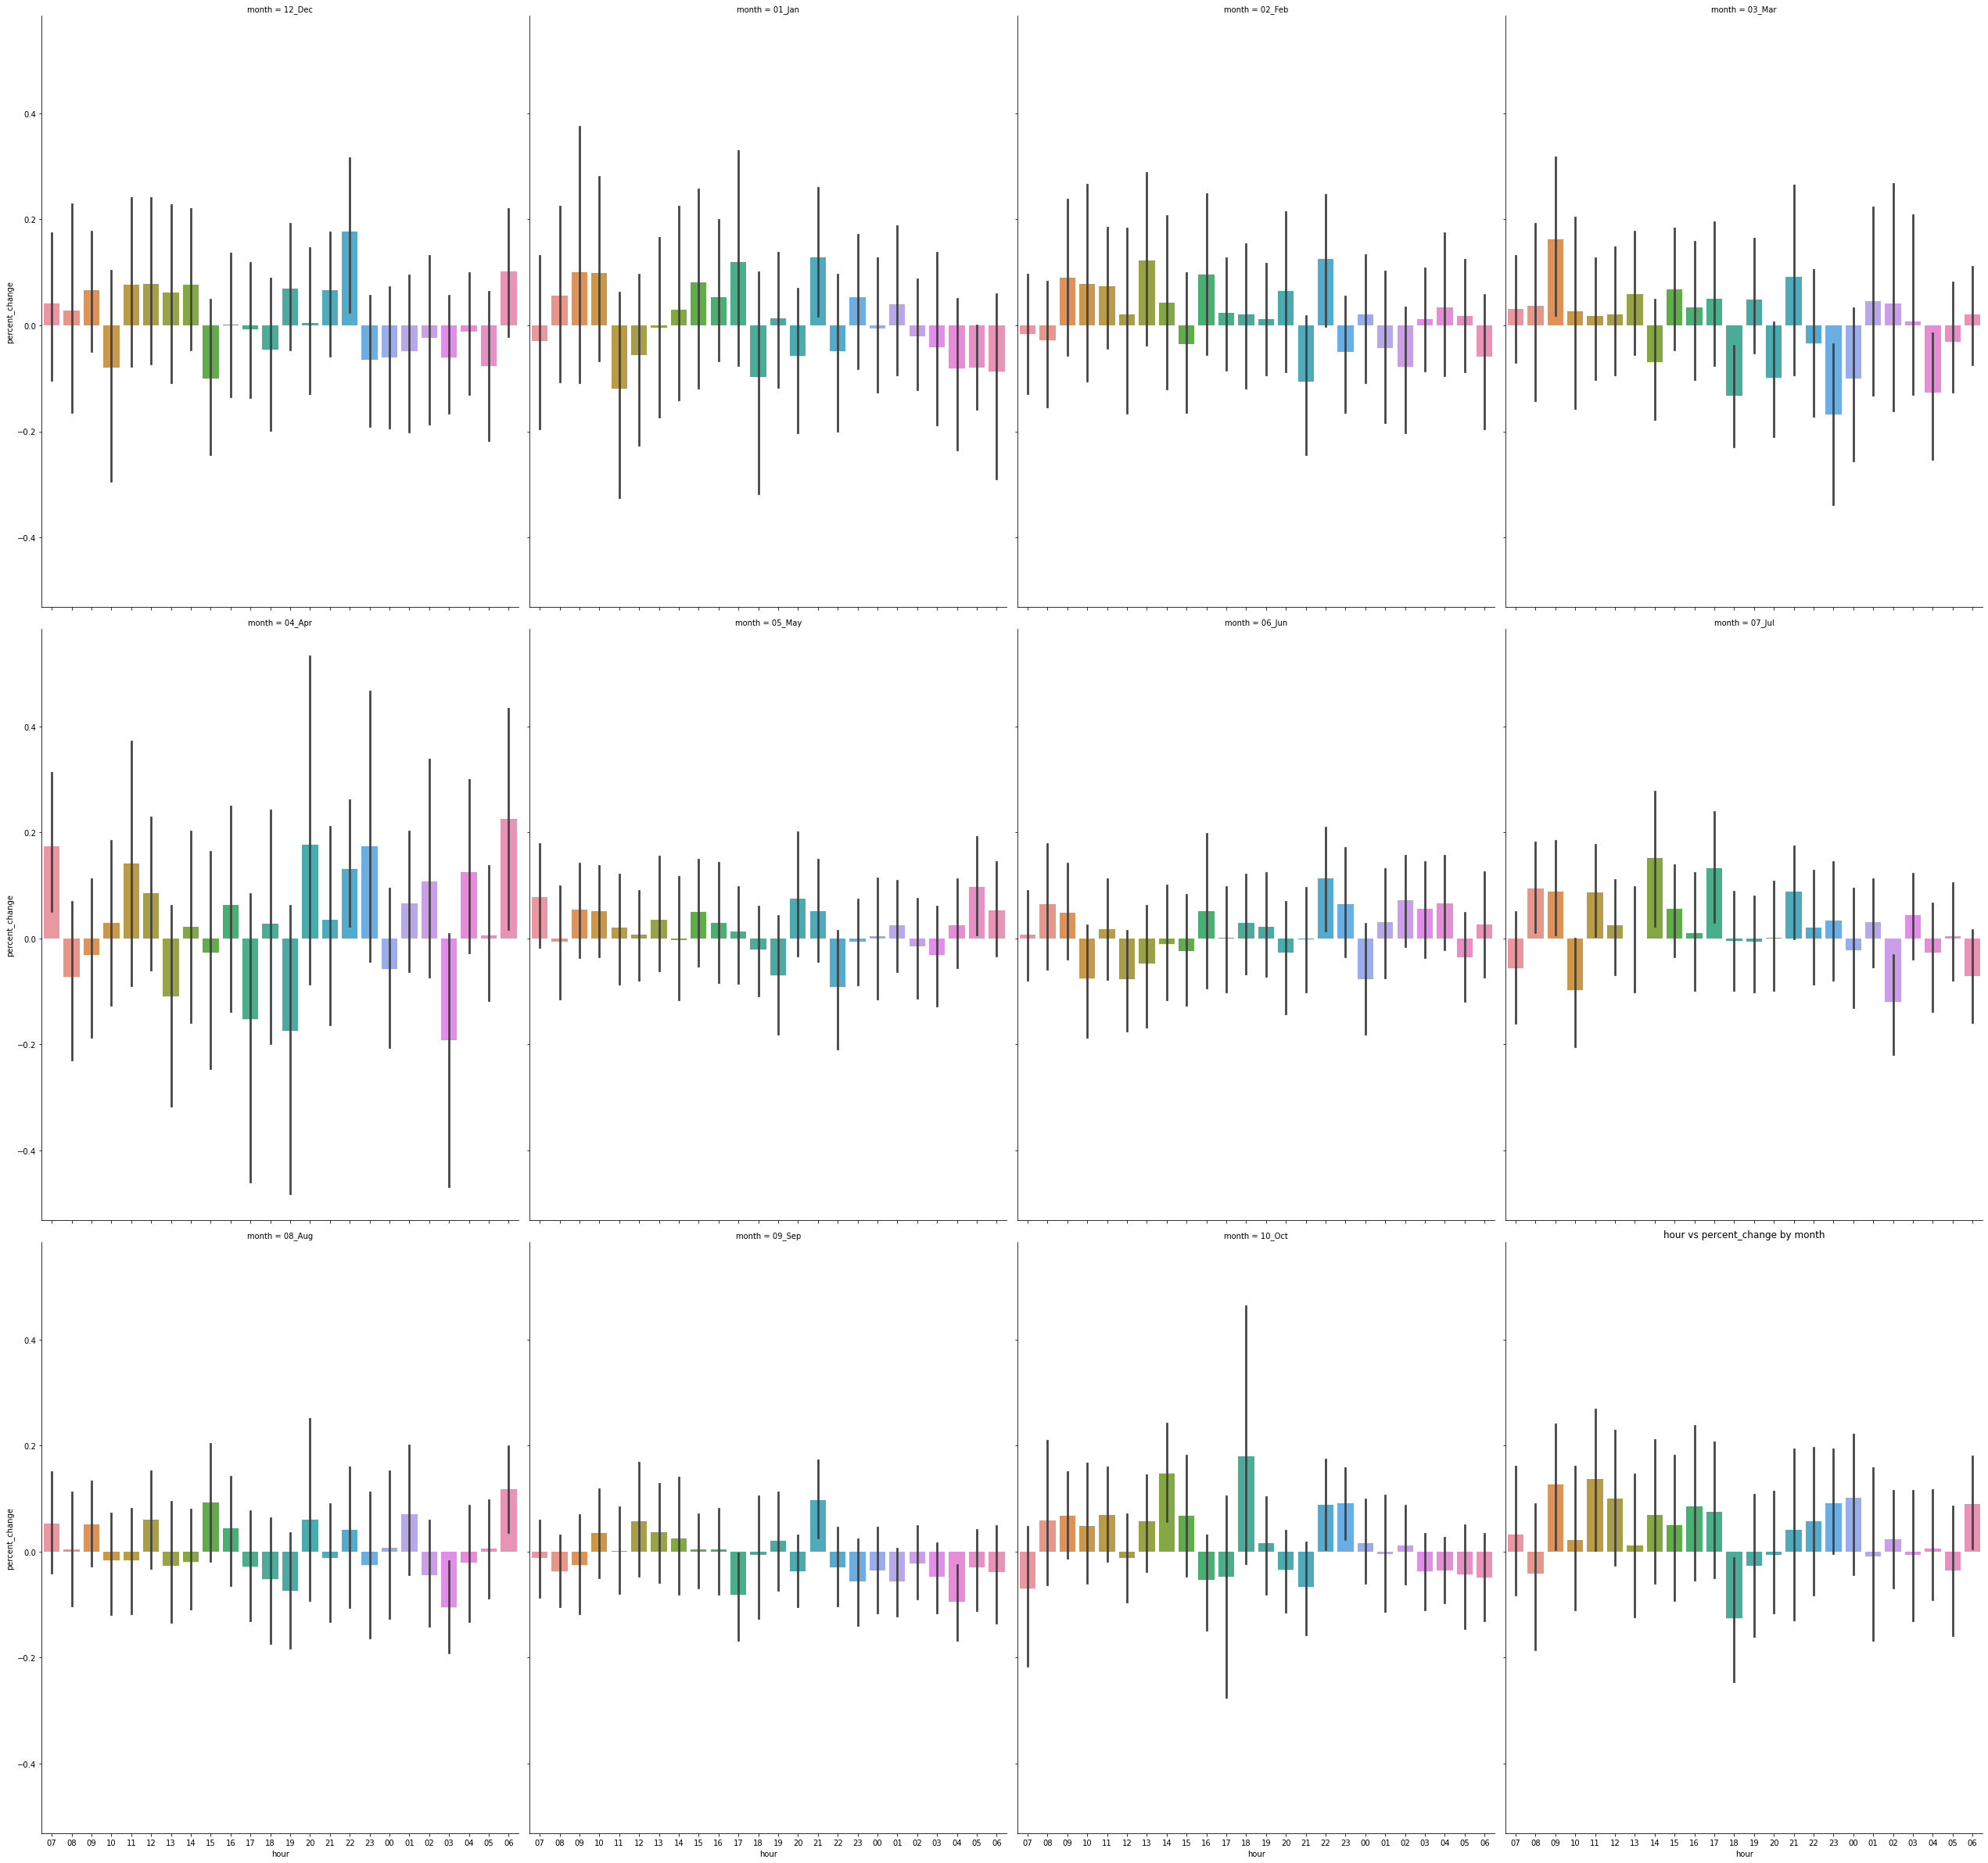 month = 12_Dec
month = 01_Jan
month = 02_Feb
month = 03_Mar
percent_change
0.4
0.2
0.0
−0.2
−0.4
month = 04_Apr
month = 05_May
month = 06_Jun
month = 07_Jul
percent_change
0.4
0.2
0.0
−0.2
−0.4
month = 08_Aug
month = 09_Sep
month = 10_Oct
hour vs percent_change by month
percent_change
0.4
0.2
0.0
−0.2
−0.4
07 08 09 10 11 12 13 14 15 16 17 18 19 20 21 22 23 00 01 02 03 04 05 06
07 08 09 10 11 12 13 14 15 16 17 18 19 20 21 22 23 00 01 02 03 04 05 06
07 08 09 10 11 12 13 14 15 16 17 18 19 20 21 22 23 00 01 02 03 04 05 06
07 08 09 10 11 12 13 14 15 16 17 18 19 20 21 22 23 00 01 02 03 04 05 06
hour
hour
hour
hour